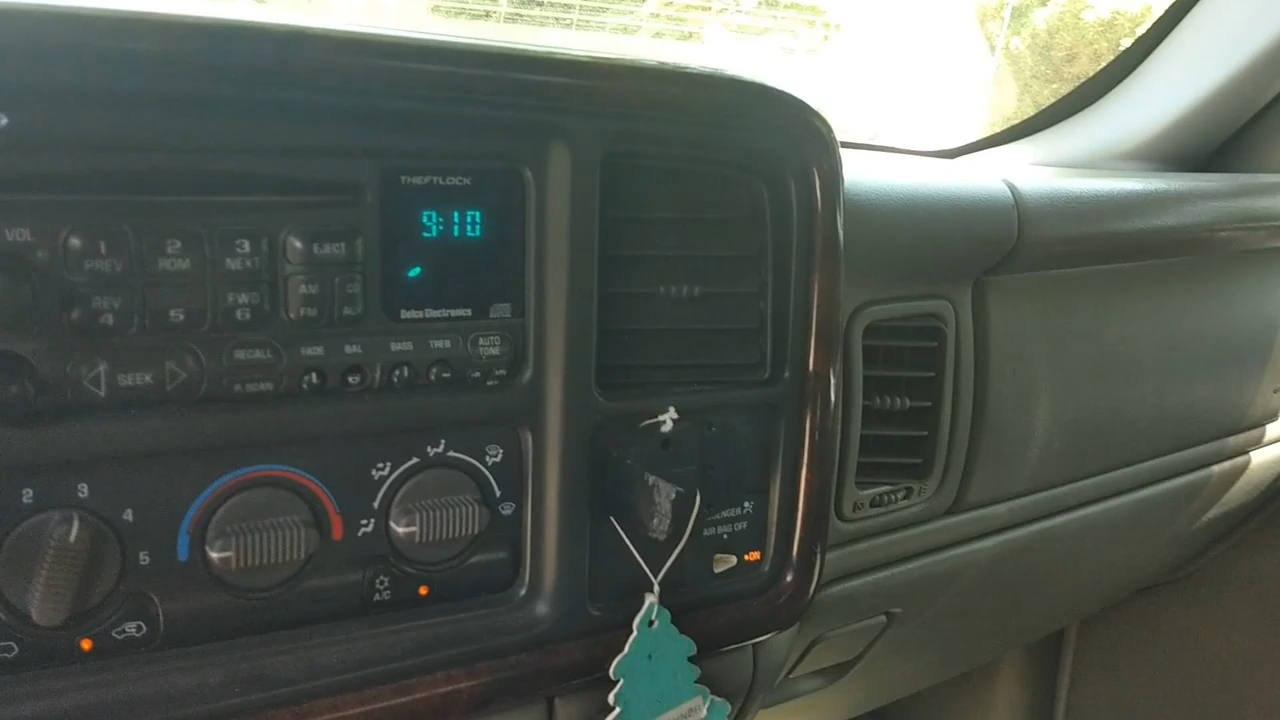 THEFTLOCK
9:10
VOL
1 PREV
2 RDM
3 NEXT
EJECT
REV 4
5
FWD 6
AM FM
CD
Delco Electronics
SEEK
RECALL
P.SCAN
FADE
BAL
BASS
TREB
AUTO TONE
2
3
4
5
A/C
AIR BAG OFF
ON